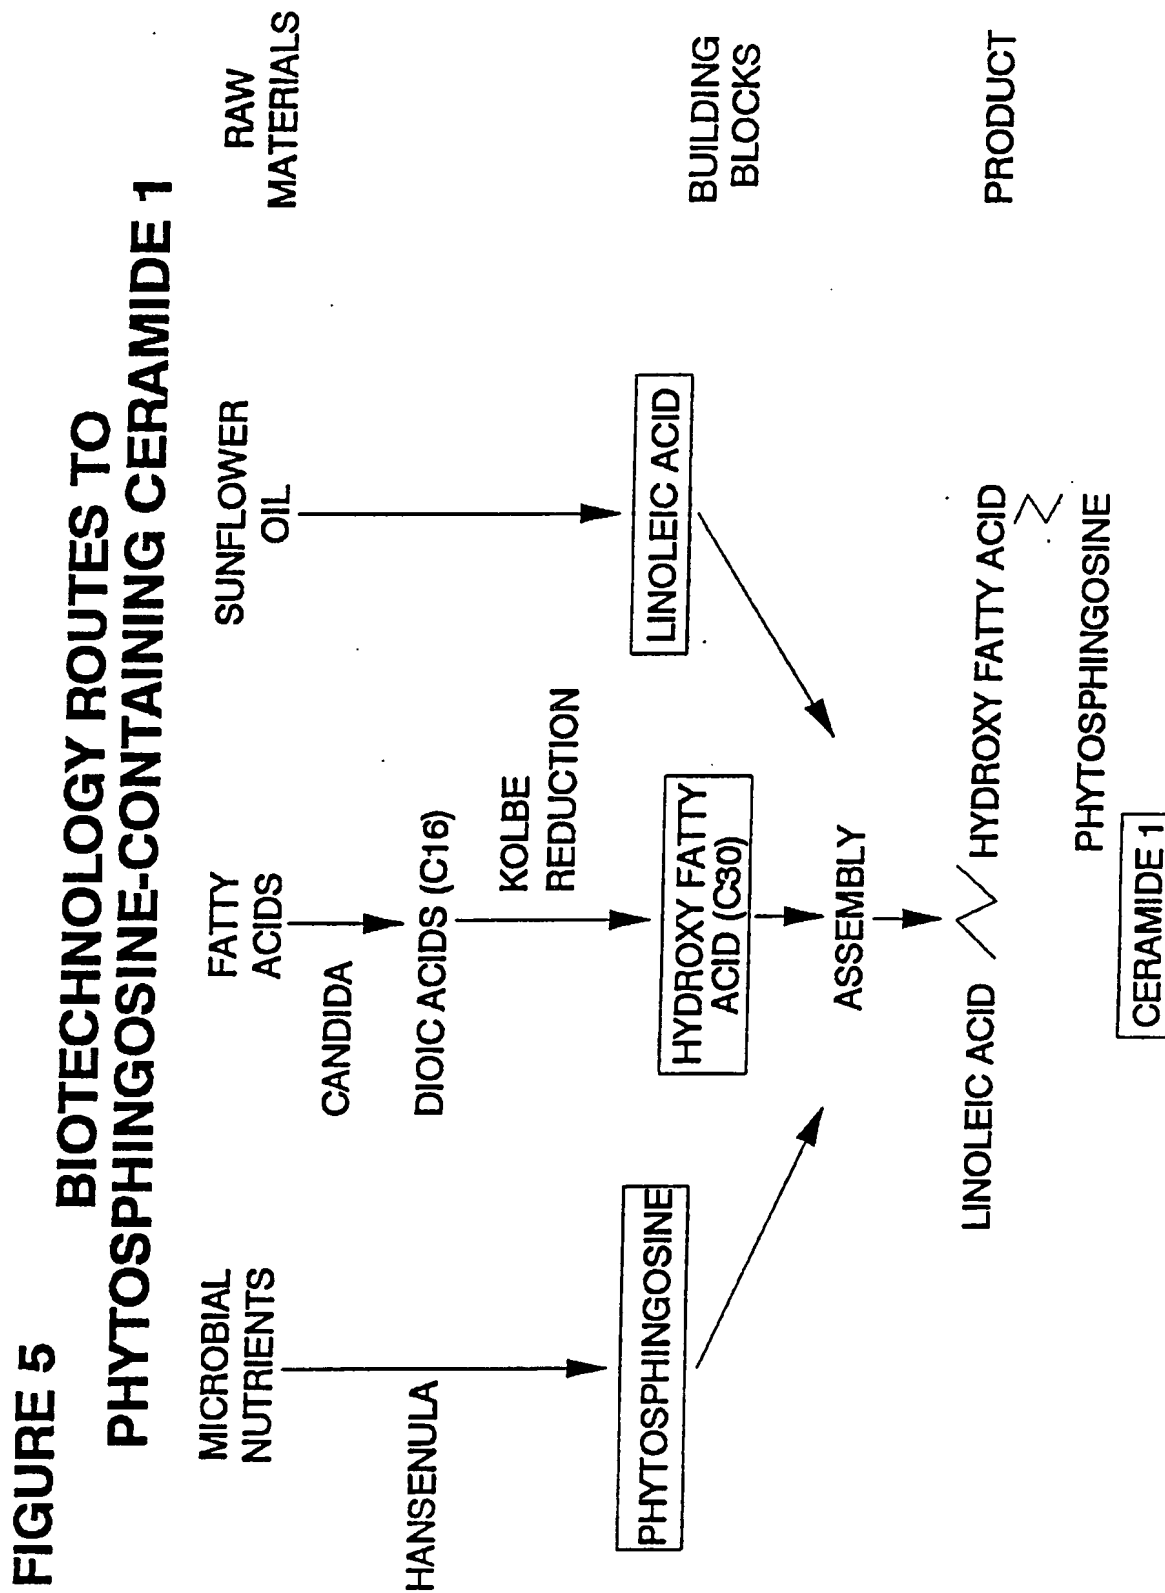 FIGURE 5
BIOTECHNOLOGY ROUTES TO
PHYTOSPHINGOSINE-CONTAINING CERAMIDE 1
MICROBIAL
NUTRIENTS
FATTY
ACIDS
SUNFLOWER
OIL
RAW
MATERIALS
HANSENULA
CANDIDA
DIOIC ACIDS (C16)
KOLBE
REDUCTION
PHYTOSPHINGOSINE
HYDROXY FATTY
ACID (C30)
LINOLEIC ACID
BUILDING
BLOCKS
ASSEMBLY
LINOLEIC ACID
HYDROXY FATTY ACID
PRODUCT
PHYTOSPHINGOSINE
CERAMIDE 1